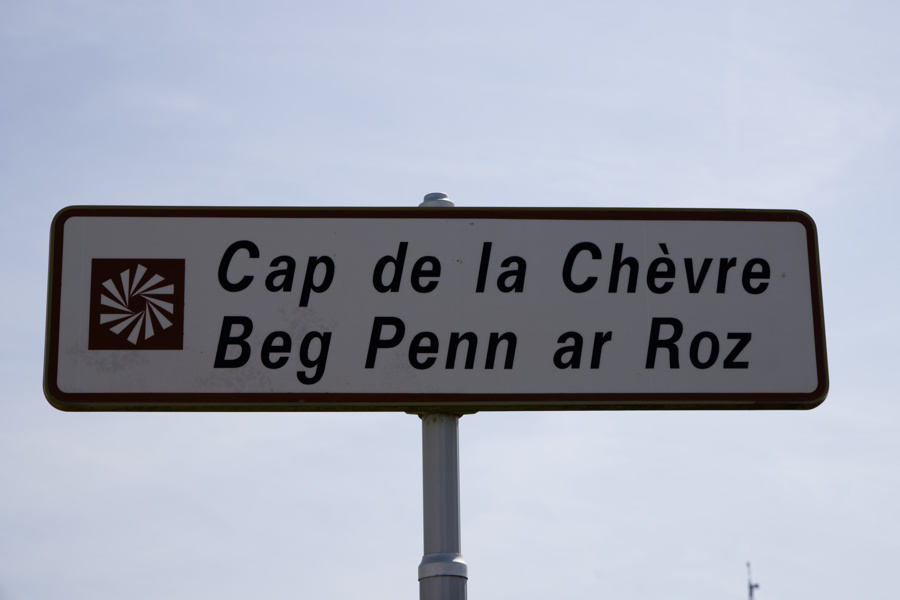 Cap de la Chèvre
Beg Penn ar Roz